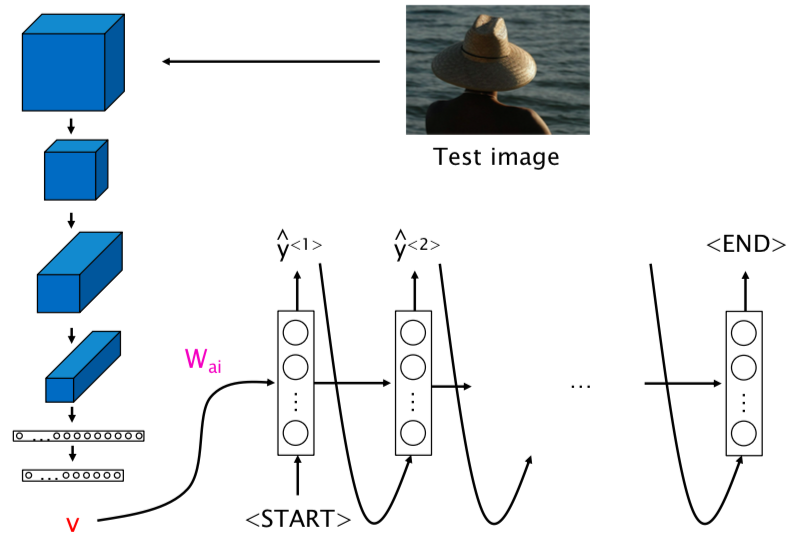 Test image
ŷ<1>
ŷ<2>
<END>
Wai
...
...
...
...
...
...
<START>
v